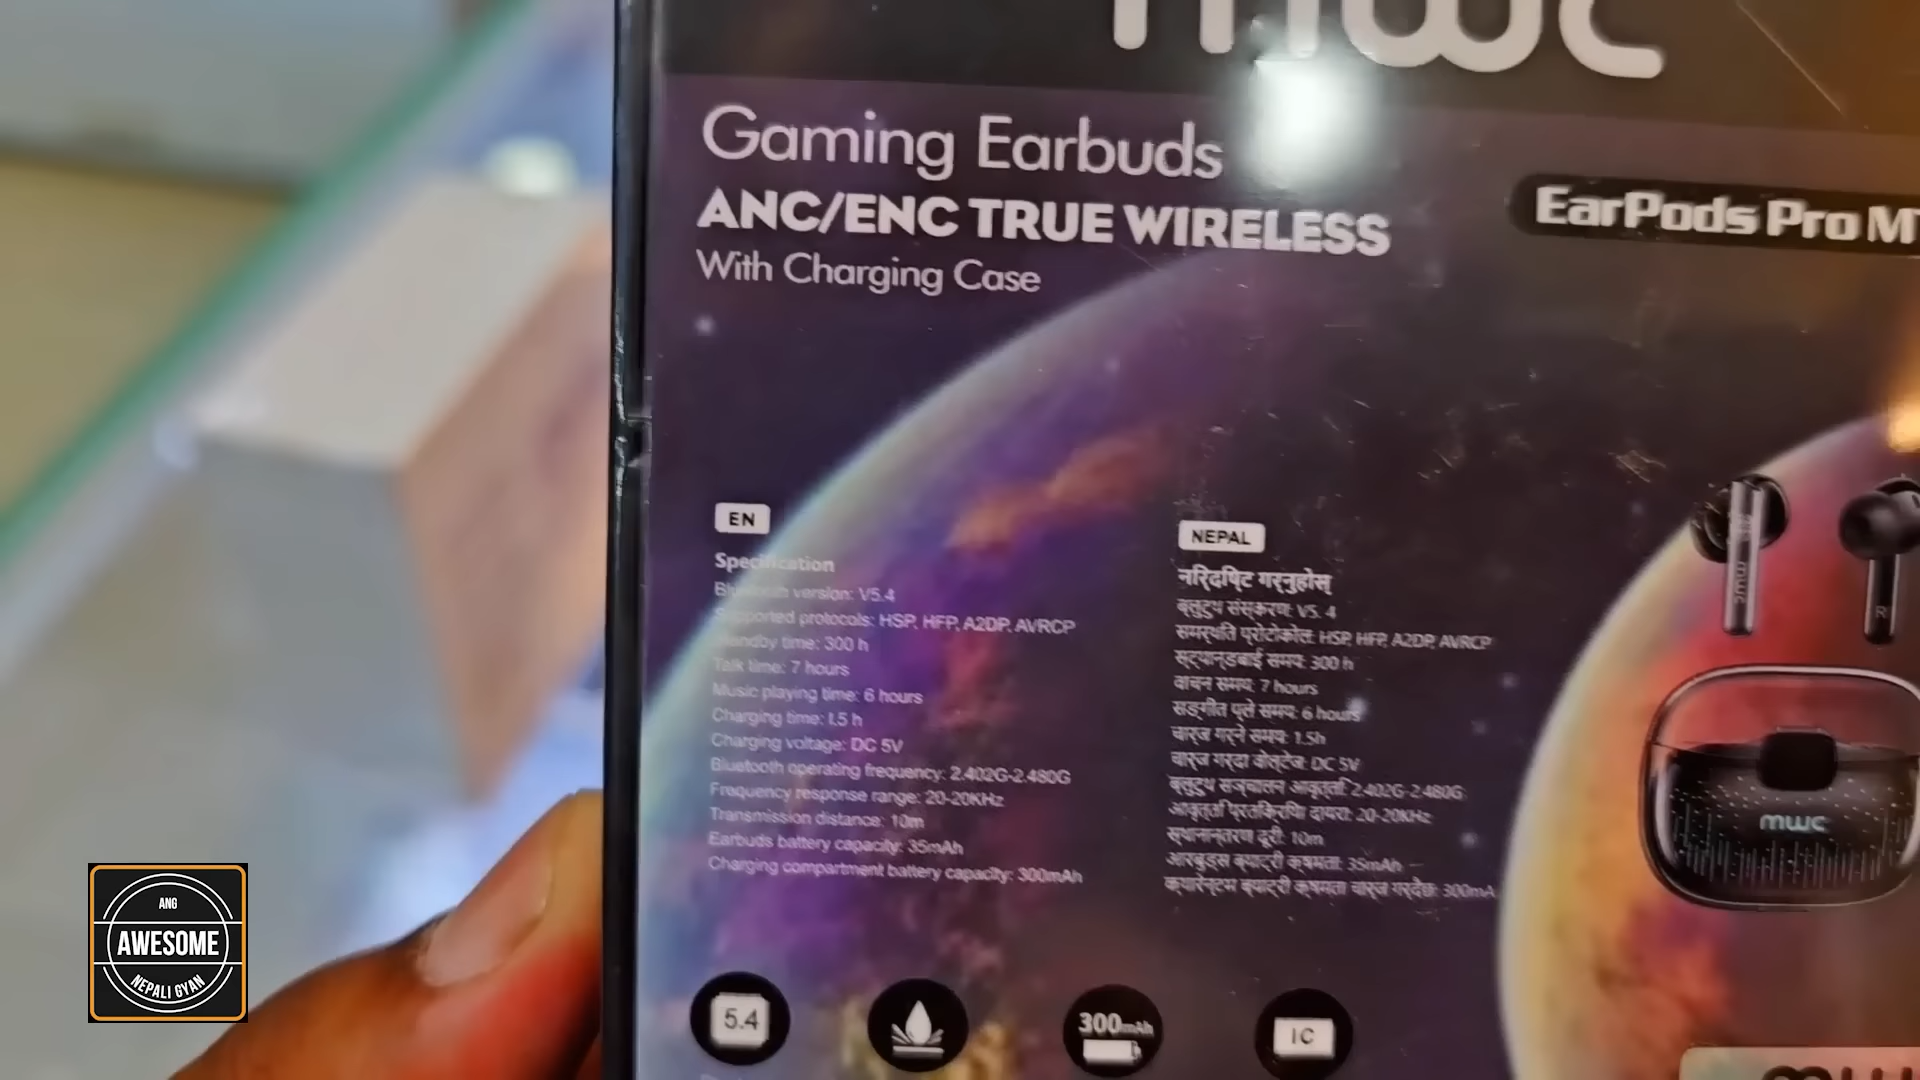 mwc
Gaming Earbuds
ANC/ENC TRUE WIRELESS
With Charging Case
EarPods Pro
EN
Specification
Bluetooth version: V5.4
Supported protocols: HSP, HFP, A2DP, AVRCP
Standby time: 300 h
Talk time: 7 hours
Music playing time: 6 hours
Charging time: 1.5 h
Charging voltage: DC 5V
Bluetooth operating frequency: 2.402G-2.480G
Frequency response range: 20-20KHz
Transmission distance: 10m
Earbuds battery capacity: 35mAh
Charging compartment battery capacity: 300mAh
NEPAL
निर्दिष्ट गर्नुहोस्
ब्लुटुथ संस्करण: V5. 4
समर्थित प्रोटोकोल: HSP, HFP, A2DP, AVRCP
स्ट्यान्डबाई समय: 300 h
वाचन समय: 7 hours
सङ्गीत प्ले समय: 6 hours
चार्ज गर्ने समय: 1.5h
चार्ज गर्दा भोल्टेज: DC 5V
ब्लुटुथ सञ्चालन आवृत्ती: 2.402G-2.480G
आवृत्ती प्रतिक्रिया दायरा: 20-20KHz
स्थानान्तरण दूरी: 10m
आरबुड्स ब्याट्री क्षमता: 35mAh
ब्याट्री क्षमता चार्ज गर्दछ: 300mA
mwc
R
mwc
5.4
300mAh
IC
ANG
AWESOME
NEPALI GYAN